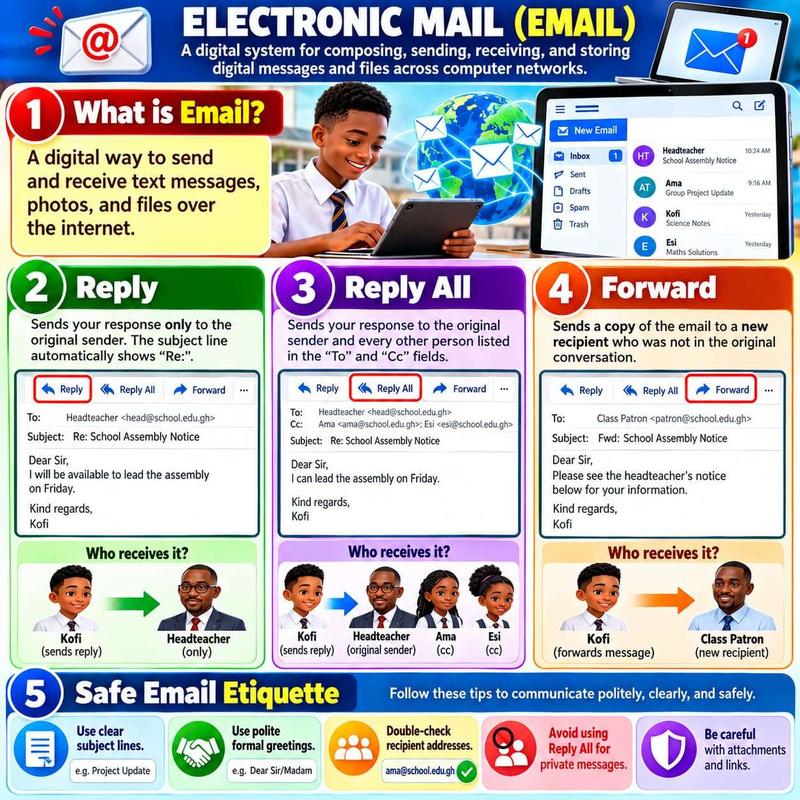 @
ELECTRONIC MAIL (EMAIL)
A digital system for composing, sending, receiving, and storing
digital messages and files across computer networks.
1
1 What is Email?
A digital way to send
and receive text messages,
photos, and files over
the internet.
New Email
Inbox 1
Sent
Drafts
Spam
Trash
HT Headteacher 10:24 AM
School Assembly Notice
AT Ama 9:16 AM
Group Project Update
K Kofi Yesterday
Science Notes
E Esi Yesterday
Maths Solutions
2 Reply
Sends your response only to the
original sender. The subject line
automatically shows “Re:”.
Reply Reply All Forward ...
To: Headteacher <head@school.edu.gh>
Subject: Re: School Assembly Notice
Dear Sir,
I will be available to lead the assembly
on Friday.
Kind regards,
Kofi
Who receives it?
Kofi
(sends reply)
Headteacher
(only)
3 Reply All
Sends your response to the original
sender and every other person listed
in the “To” and “Cc” fields.
Reply Reply All Forward ...
To: Headteacher <head@school.edu.gh>
Cc: Ama <ama@school.edu.gh>; Esi <esi@school.edu.gh>
Subject: Re: School Assembly Notice
Dear Sir,
I can lead the assembly on Friday.
Kind regards,
Kofi
Who receives it?
Kofi
(sends reply)
Headteacher
(original sender)
Ama
(cc)
Esi
(cc)
4 Forward
Sends a copy of the email to a new
recipient who was not in the original
conversation.
Reply Reply All Forward ...
To: Class Patron <patron@school.edu.gh>
Subject: Fwd: School Assembly Notice
Dear Sir,
Please see the headteacher's notice
below for your information.
Kind regards,
Kofi
Who receives it?
Kofi
(forwards message)
Class Patron
(new recipient)
5 Safe Email Etiquette
Follow these tips to communicate politely, clearly, and safely.
Use clear
subject lines.
e.g. Project Update
Use polite
formal greetings.
e.g. Dear Sir/Madam
Double-check
recipient addresses.
ama@school.edu.gh
Avoid using
Reply All for
private messages.
Be careful
with attachments
and links.